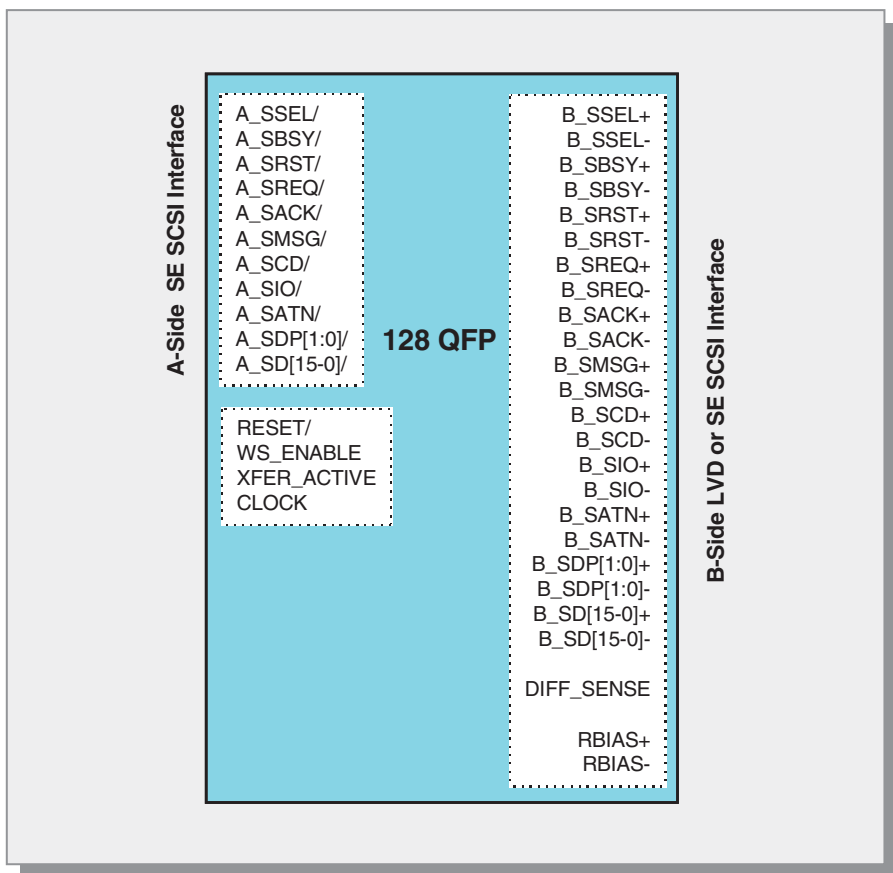 A-Side SE SCSI Interface
A_SSEL/
A_SBSY/
A_SRST/
A_SREQ/
A_SACK/
A_SMSG/
A_SCD/
A_SIO/
A_SATN/
A_SDP[1:0]/
A_SD[15-0]/
RESET/
WS_ENABLE
XFER_ACTIVE
CLOCK
128 QFP
B_SSEL+
B_SSEL-
B_SBSY+
B_SBSY-
B_SRST+
B_SRST-
B_SREQ+
B_SREQ-
B_SACK+
B_SACK-
B_SMSG+
B_SMSG-
B_SCD+
B_SCD-
B_SIO+
B_SIO-
B_SATN+
B_SATN-
B_SDP[1:0]+
B_SDP[1:0]-
B_SD[15-0]+
B_SD[15-0]-
DIFF_SENSE
RBIAS+
RBIAS-
B-Side LVD or SE SCSI Interface